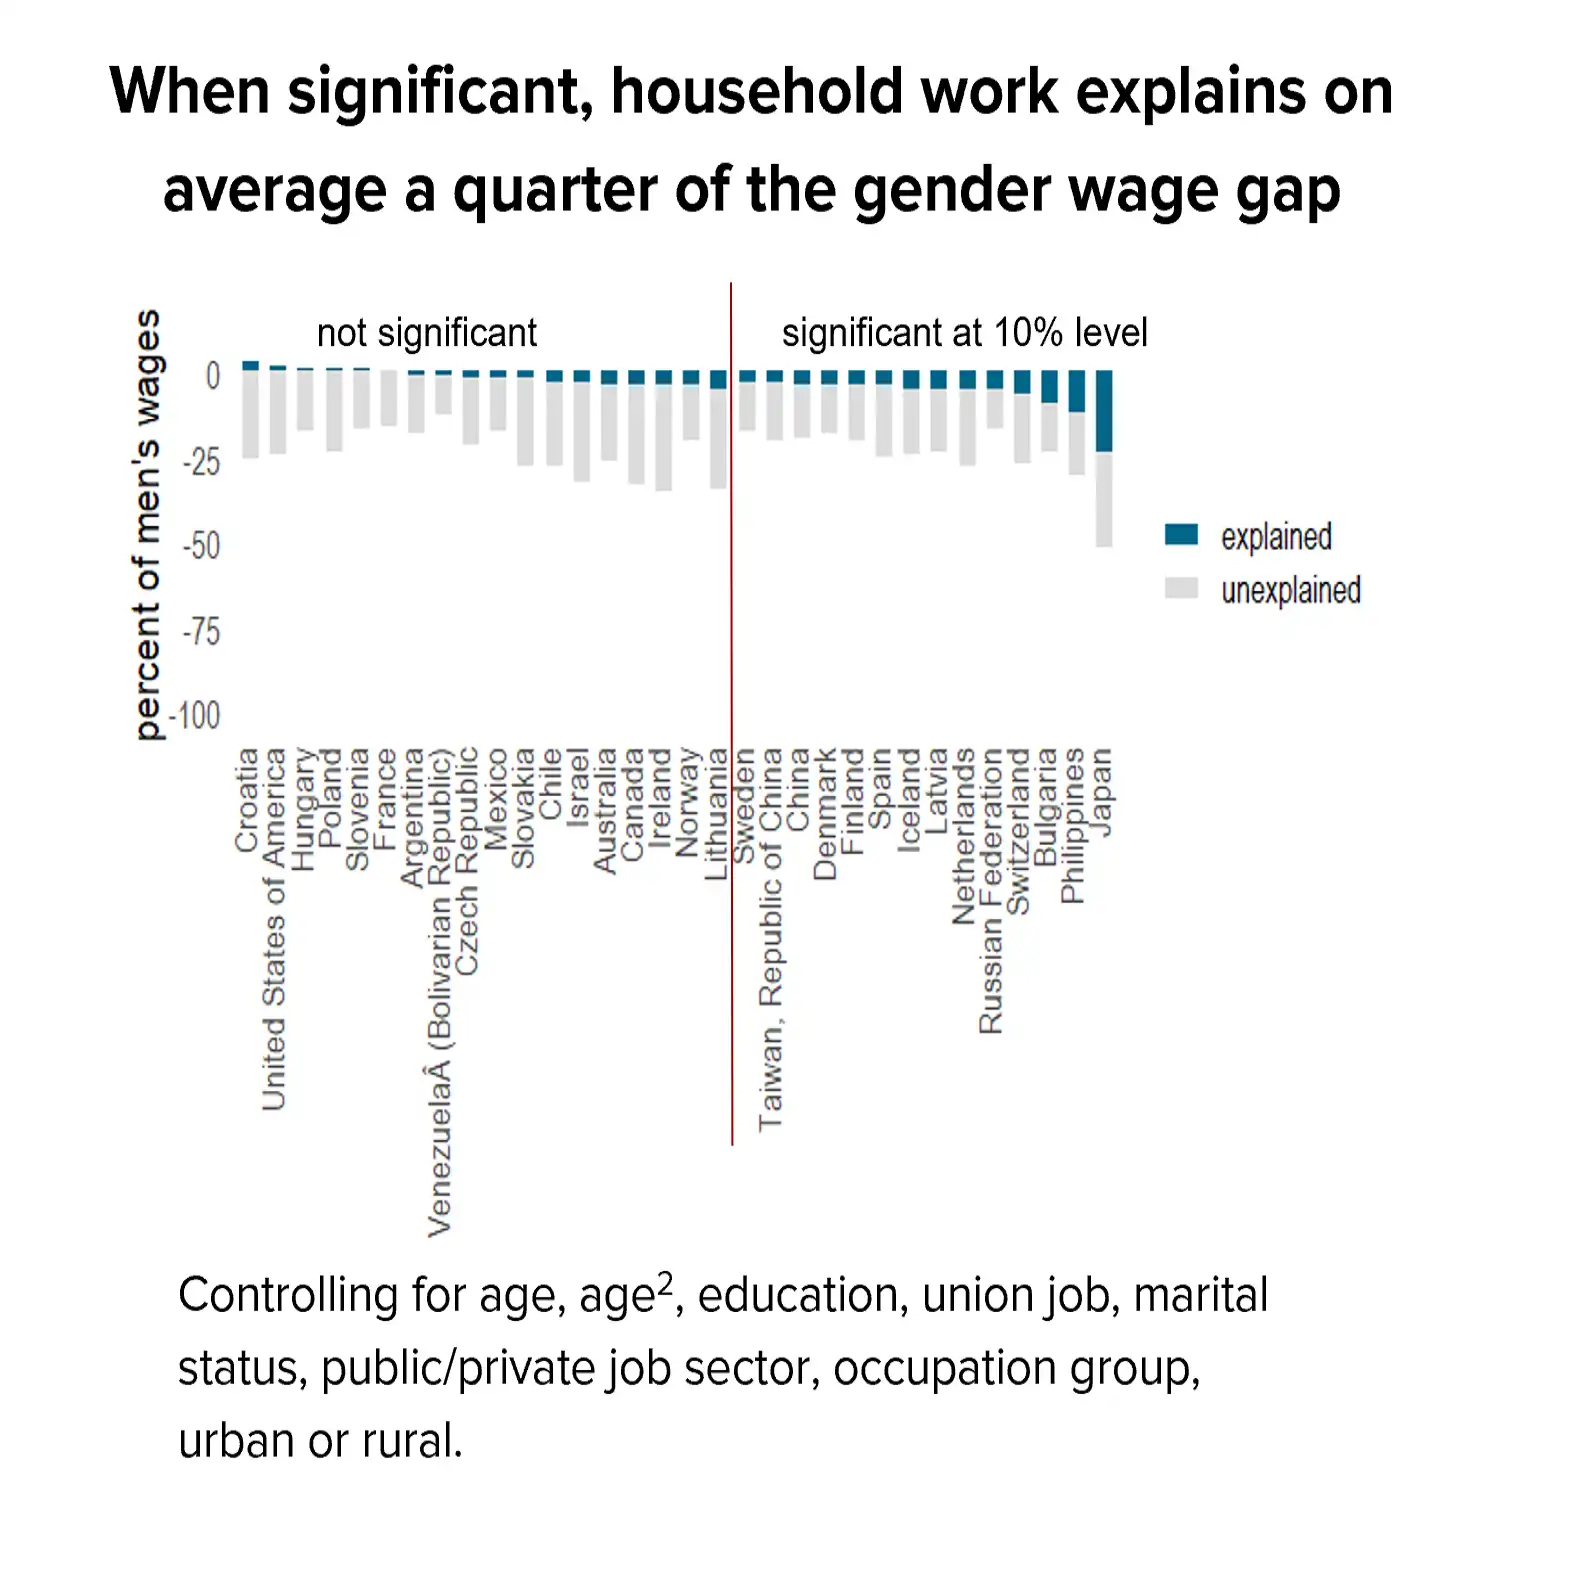 When significant, household work explains on
average a quarter of the gender wage gap
not significant
significant at 10% level
percent of men's wages
0
-25
-50
-75
-100
explained
unexplained
Croatia
United States of America
Hungary
Poland
Slovenia
France
Argentina
VenezuelaÂ (Bolivarian Republic)
Czech Republic
Mexico
Slovakia
Chile
Israel
Australia
Canada
Ireland
Norway
Lithuania
Sweden
Taiwan, Republic of China
China
Denmark
Finland
Spain
Iceland
Latvia
Netherlands
Russian Federation
Switzerland
Bulgaria
Philippines
Japan
Controlling for age, age², education, union job, marital
status, public/private job sector, occupation group,
urban or rural.